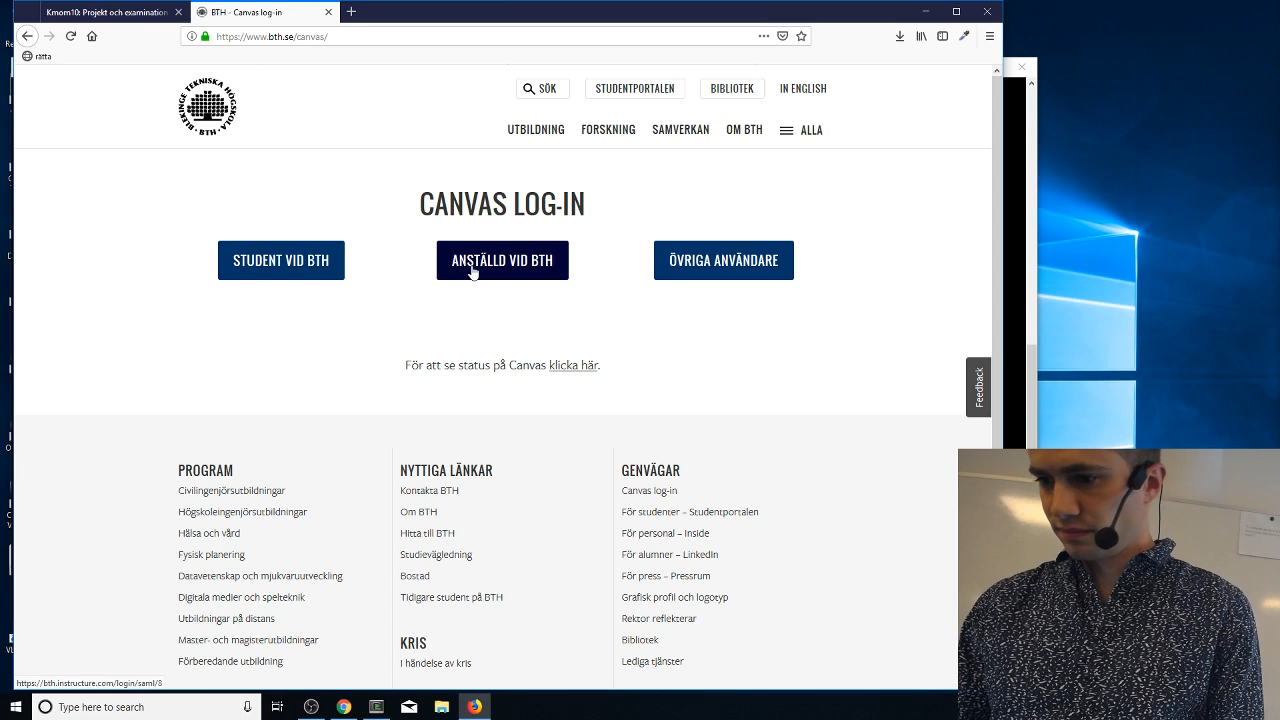 Kmom10: Projekt och examination
BTH - Canvas log-in
https://www.bth.se/canvas/
rätta
BLEKINGE TEKNISKA HÖGSKOLA · BTH ·
SÖK
STUDENTPORTALEN
BIBLIOTEK
IN ENGLISH
UTBILDNING
FORSKNING
SAMVERKAN
OM BTH
ALLA
CANVAS LOG-IN
STUDENT VID BTH
ANSTÄLLD VID BTH
ÖVRIGA ANVÄNDARE
För att se status på Canvas klicka här.
Feedback
PROGRAM
Civilingenjörsutbildningar
Högskoleingenjörsutbildningar
Hälsa och vård
Fysisk planering
Datavetenskap och mjukvaruutveckling
Digitala medier och spelteknik
Utbildningar på distans
Master- och magisterutbildningar
Förberedande utbildning
NYTTIGA LÄNKAR
Kontakta BTH
Om BTH
Hitta till BTH
Studievägledning
Bostad
Tidigare student på BTH
KRIS
I händelse av kris
GENVÄGAR
Canvas log-in
För studenter – Studentportalen
För personal – Inside
För alumner – LinkedIn
För press – Pressrum
Grafisk profil och logotyp
Rektor reflekterar
Bibliotek
Lediga tjänster
https://bth.instructure.com/login/saml/8
Type here to search